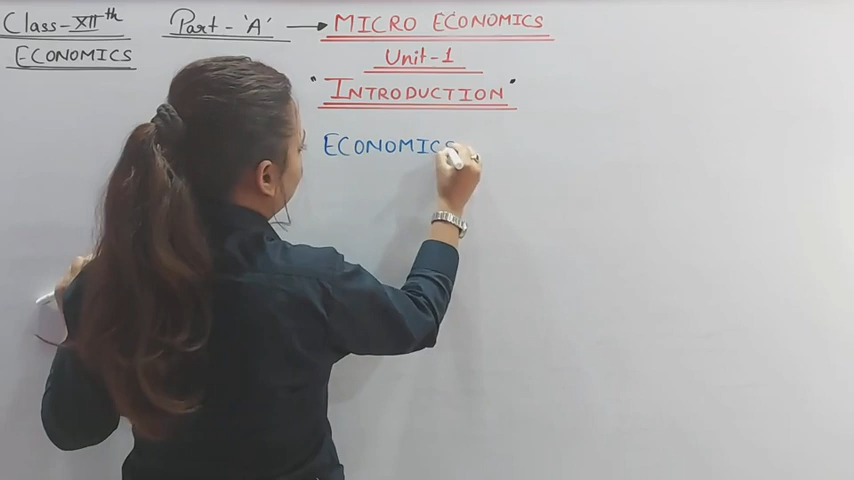 Class-XIIth Part-'A' → MICRO ECONOMICS
ECONOMICS Unit-1
"INTRODUCTION"
ECONOMICS